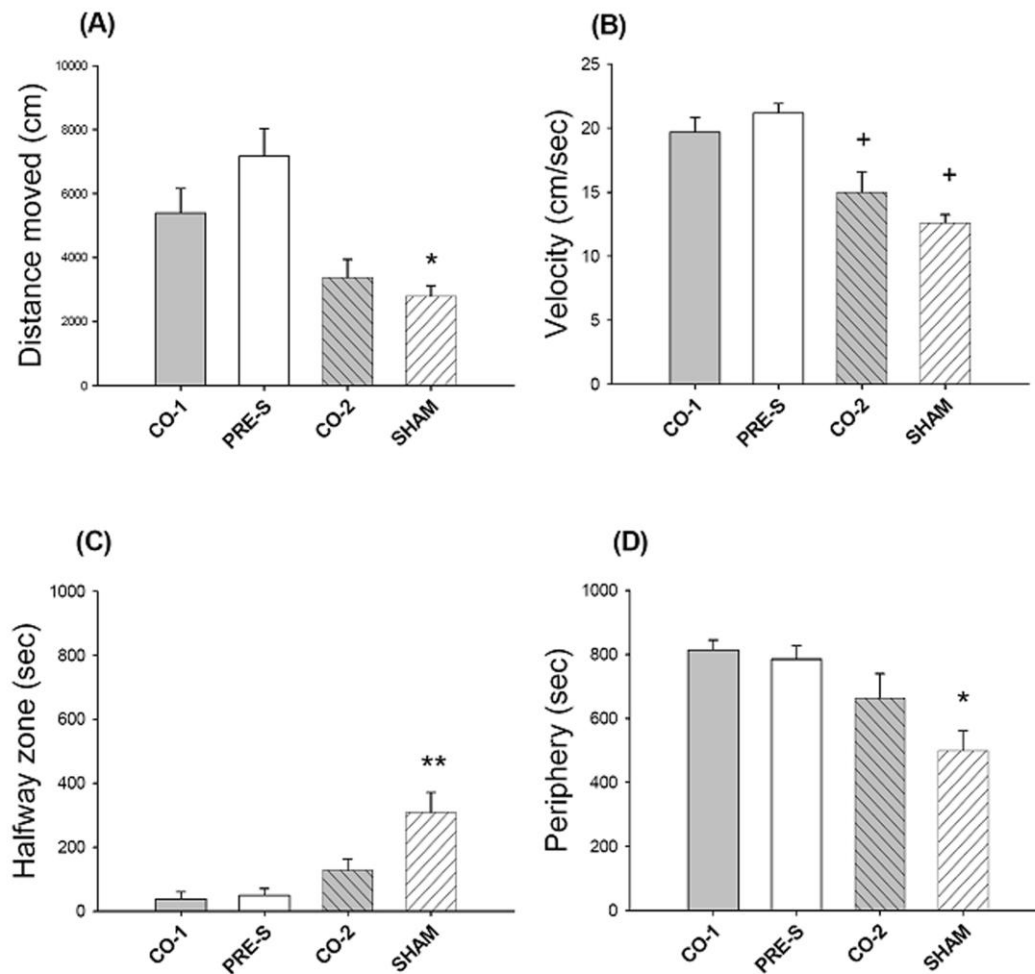 (A)
Distance moved (cm)
10000
8000
6000
4000
2000
0
*
CO-1
PRE-S
CO-2
SHAM
(B)
Velocity (cm/sec)
25
20
15
10
5
0
+
+
CO-1
PRE-S
CO-2
SHAM
(C)
Halfway zone (sec)
1000
800
600
400
200
0
**
CO-1
PRE-S
CO-2
SHAM
(D)
Periphery (sec)
1000
800
600
400
200
0
*
CO-1
PRE-S
CO-2
SHAM